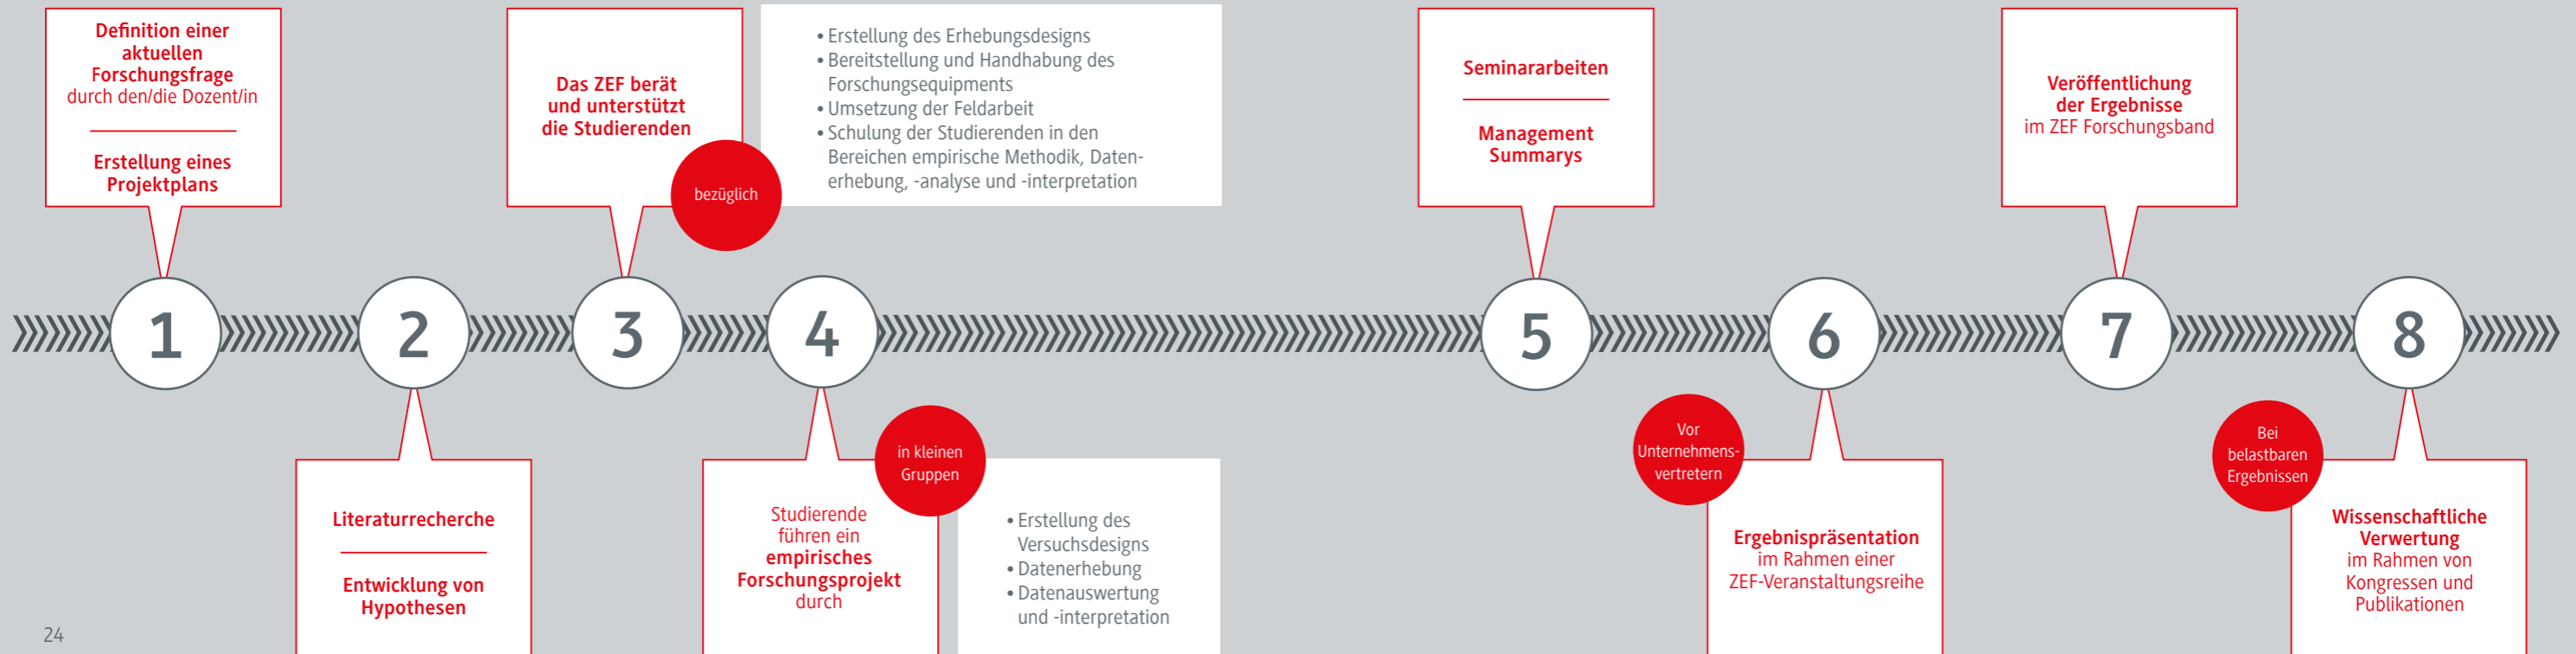 Definition einer
aktuellen
Forschungsfrage
durch den/die Dozent/in
Erstellung eines
Projektplans
Das ZEF berät
und unterstützt
die Studierenden
bezüglich
• Erstellung des Erhebungsdesigns
• Bereitstellung und Handhabung des
Forschungsequipments
• Umsetzung der Feldarbeit
• Schulung der Studierenden in den
Bereichen empirische Methodik, Daten-
erhebung, -analyse und -interpretation
Seminararbeiten
Management
Summarys
Veröffentlichung
der Ergebnisse
im ZEF Forschungsband
1
2
3
4
5
6
7
8
Literaturrecherche
Entwicklung von
Hypothesen
Studierende
führen ein
empirisches
Forschungsprojekt
durch
in kleinen
Gruppen
• Erstellung des
Versuchsdesigns
• Datenerhebung
• Datenauswertung
und -interpretation
Vor
Unternehmens-
vertretern
Ergebnispräsentation
im Rahmen einer
ZEF-Veranstaltungsreihe
Bei
belastbaren
Ergebnissen
Wissenschaftliche
Verwertung
im Rahmen von
Kongressen und
Publikationen
24